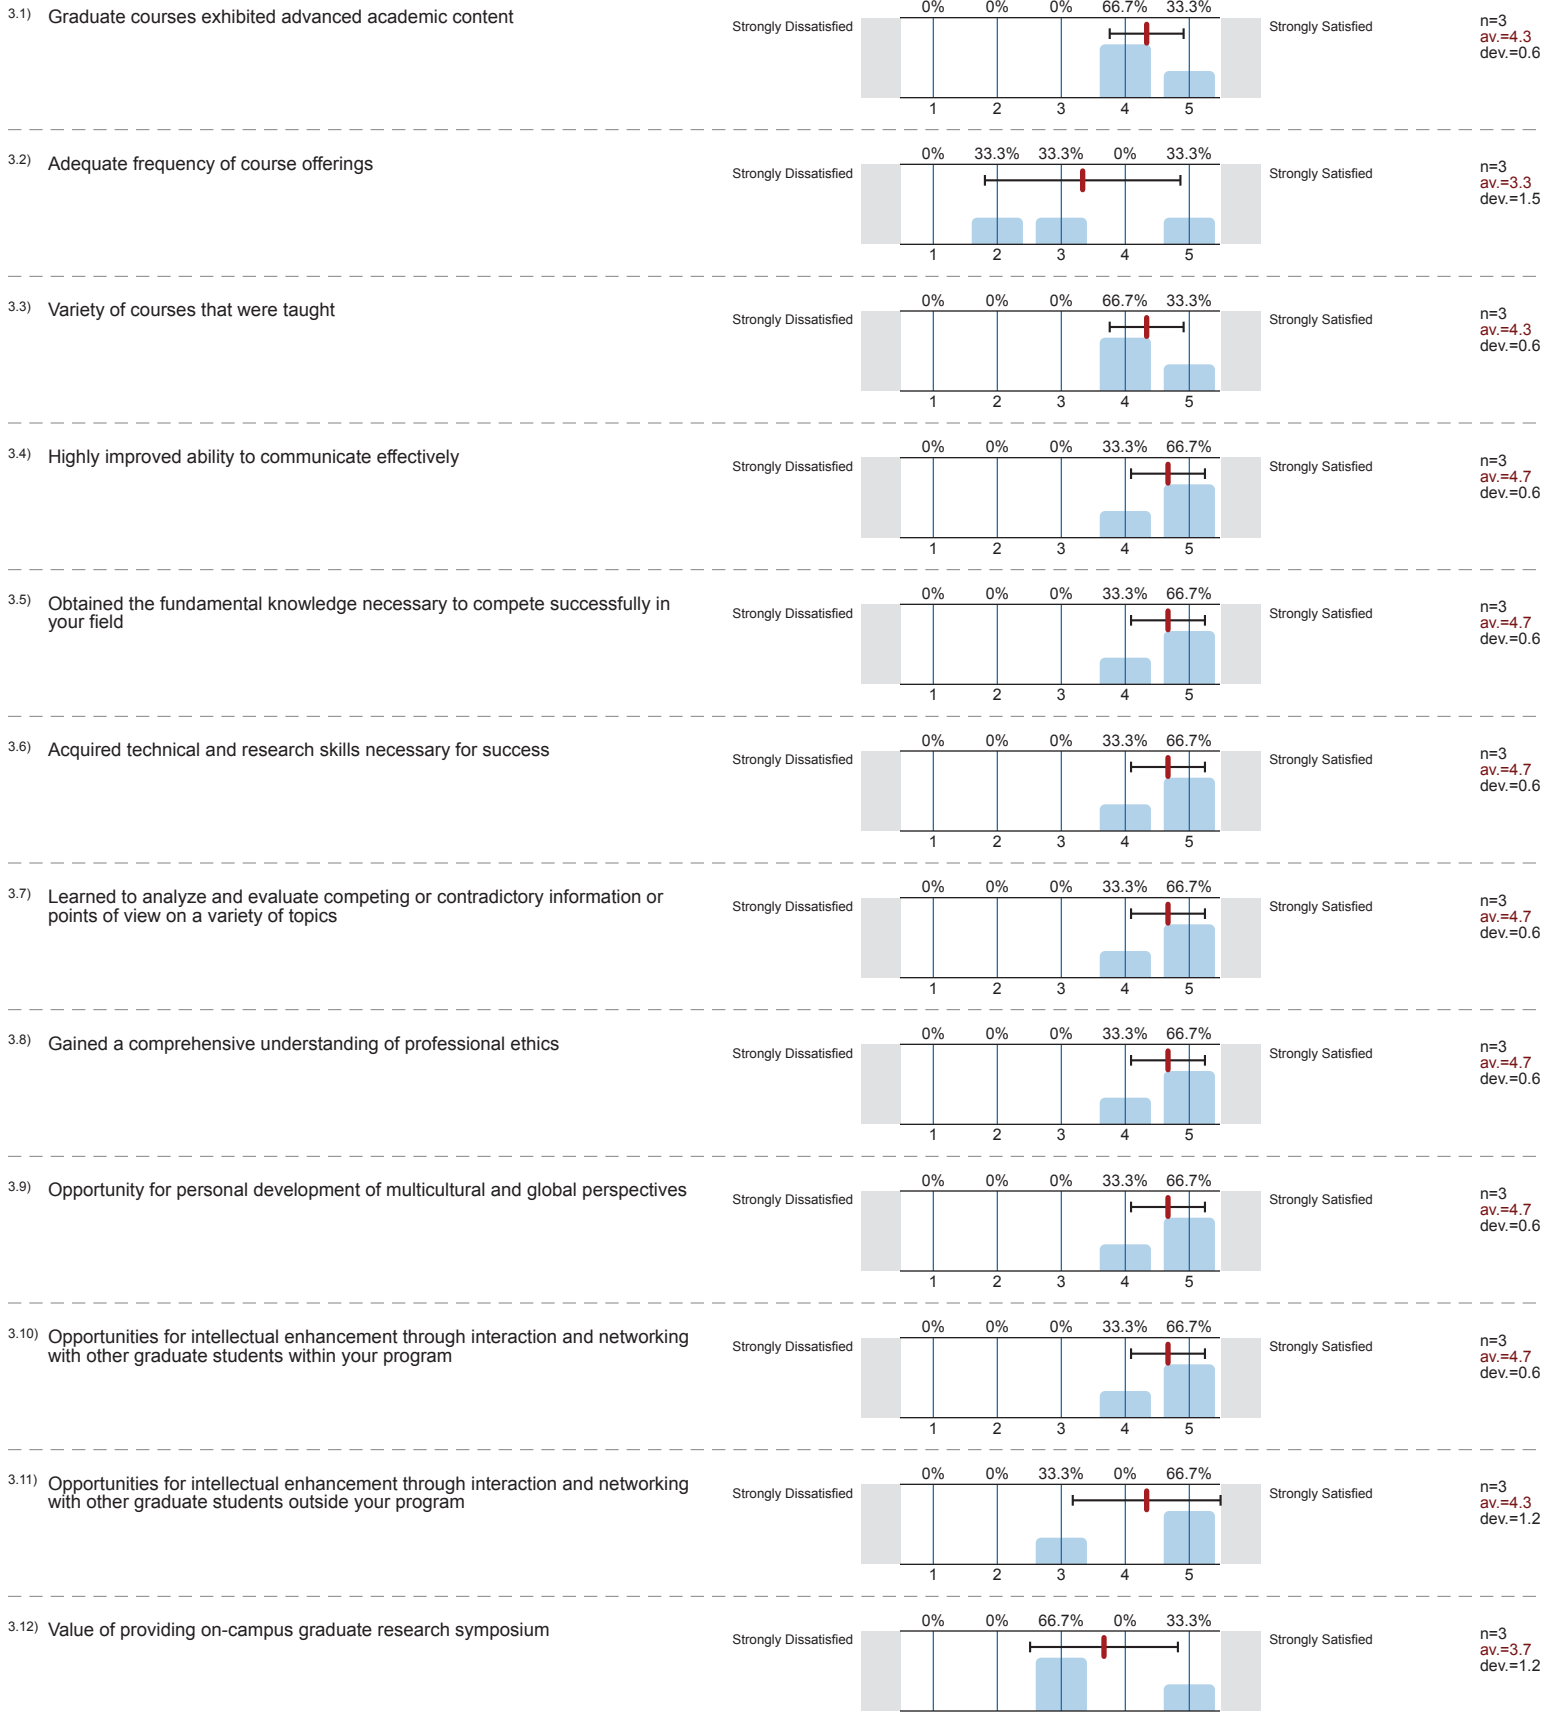 3.1) Graduate courses exhibited advanced academic content
0% 0% 0% 66.7% 33.3%
Strongly Dissatisfied Strongly Satisfied
n=3
av.=4.3
dev.=0.6
1 2 3 4 5
3.2) Adequate frequency of course offerings
0% 33.3% 33.3% 0% 33.3%
Strongly Dissatisfied Strongly Satisfied
n=3
av.=3.3
dev.=1.5
1 2 3 4 5
3.3) Variety of courses that were taught
0% 0% 0% 66.7% 33.3%
Strongly Dissatisfied Strongly Satisfied
n=3
av.=4.3
dev.=0.6
1 2 3 4 5
3.4) Highly improved ability to communicate effectively
0% 0% 0% 33.3% 66.7%
Strongly Dissatisfied Strongly Satisfied
n=3
av.=4.7
dev.=0.6
1 2 3 4 5
3.5) Obtained the fundamental knowledge necessary to compete successfully in
your field
0% 0% 0% 33.3% 66.7%
Strongly Dissatisfied Strongly Satisfied
n=3
av.=4.7
dev.=0.6
1 2 3 4 5
3.6) Acquired technical and research skills necessary for success
0% 0% 0% 33.3% 66.7%
Strongly Dissatisfied Strongly Satisfied
n=3
av.=4.7
dev.=0.6
1 2 3 4 5
3.7) Learned to analyze and evaluate competing or contradictory information or
points of view on a variety of topics
0% 0% 0% 33.3% 66.7%
Strongly Dissatisfied Strongly Satisfied
n=3
av.=4.7
dev.=0.6
1 2 3 4 5
3.8) Gained a comprehensive understanding of professional ethics
0% 0% 0% 33.3% 66.7%
Strongly Dissatisfied Strongly Satisfied
n=3
av.=4.7
dev.=0.6
1 2 3 4 5
3.9) Opportunity for personal development of multicultural and global perspectives
0% 0% 0% 33.3% 66.7%
Strongly Dissatisfied Strongly Satisfied
n=3
av.=4.7
dev.=0.6
1 2 3 4 5
3.10) Opportunities for intellectual enhancement through interaction and networking
with other graduate students within your program
0% 0% 0% 33.3% 66.7%
Strongly Dissatisfied Strongly Satisfied
n=3
av.=4.7
dev.=0.6
1 2 3 4 5
3.11) Opportunities for intellectual enhancement through interaction and networking
with other graduate students outside your program
0% 0% 33.3% 0% 66.7%
Strongly Dissatisfied Strongly Satisfied
n=3
av.=4.3
dev.=1.2
1 2 3 4 5
3.12) Value of providing on-campus graduate research symposium
0% 0% 66.7% 0% 33.3%
Strongly Dissatisfied Strongly Satisfied
n=3
av.=3.7
dev.=1.2